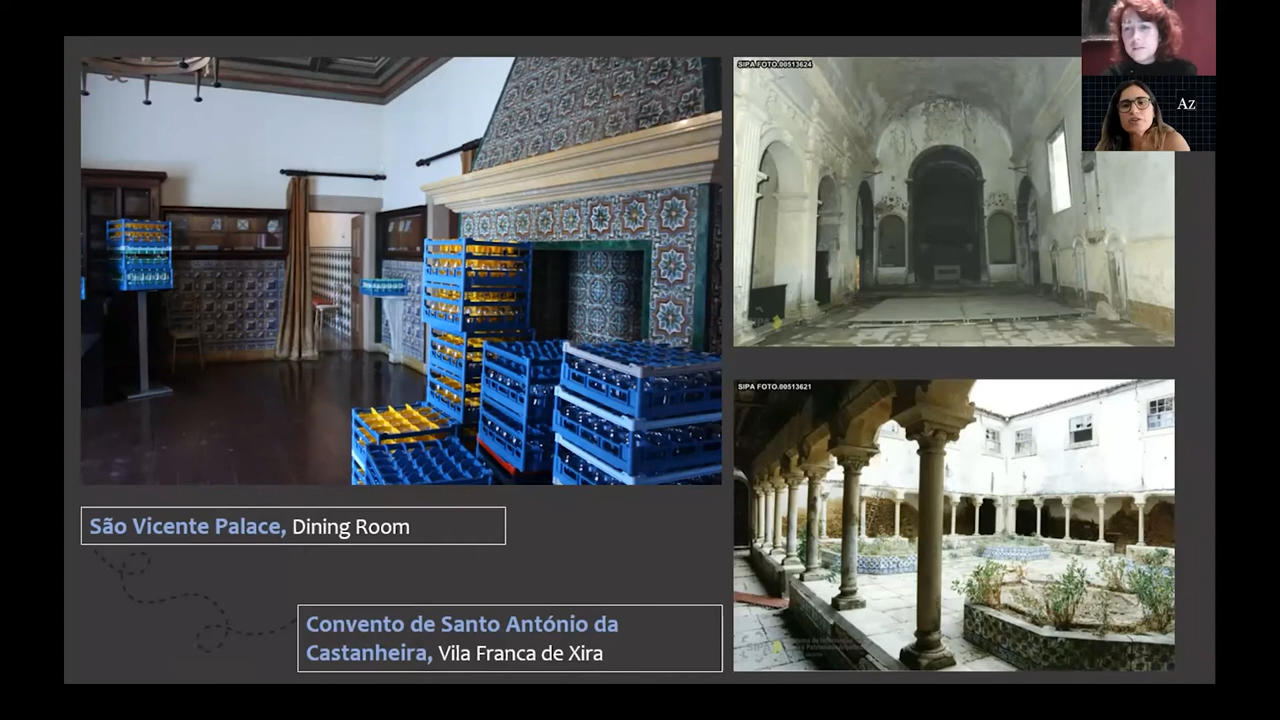 SIPA FOTO.00513624
Az
SIPA FOTO.00513621
São Vicente Palace, Dining Room
Convento de Santo António da
Castanheira, Vila Franca de Xira